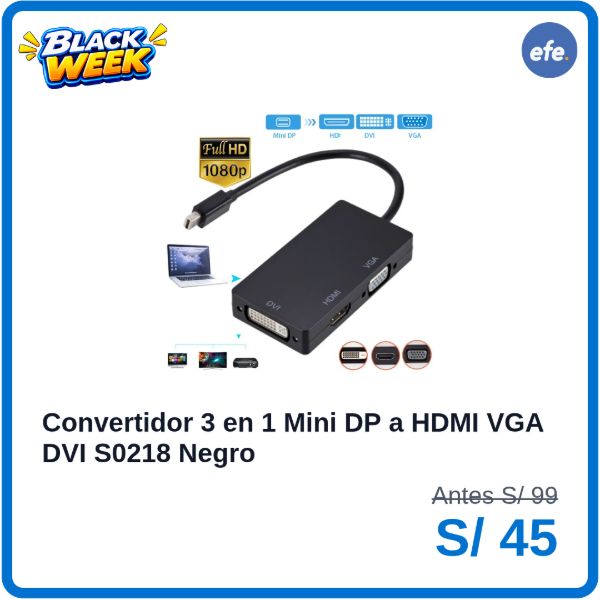 BLACK
WEEK
efe.
Mini DP
HDI
DVI
VGA
Full HD
1080p
VGA
HDMI
DVI
Convertidor 3 en 1 Mini DP a HDMI VGA
DVI S0218 Negro
Antes S/ 99
S/ 45